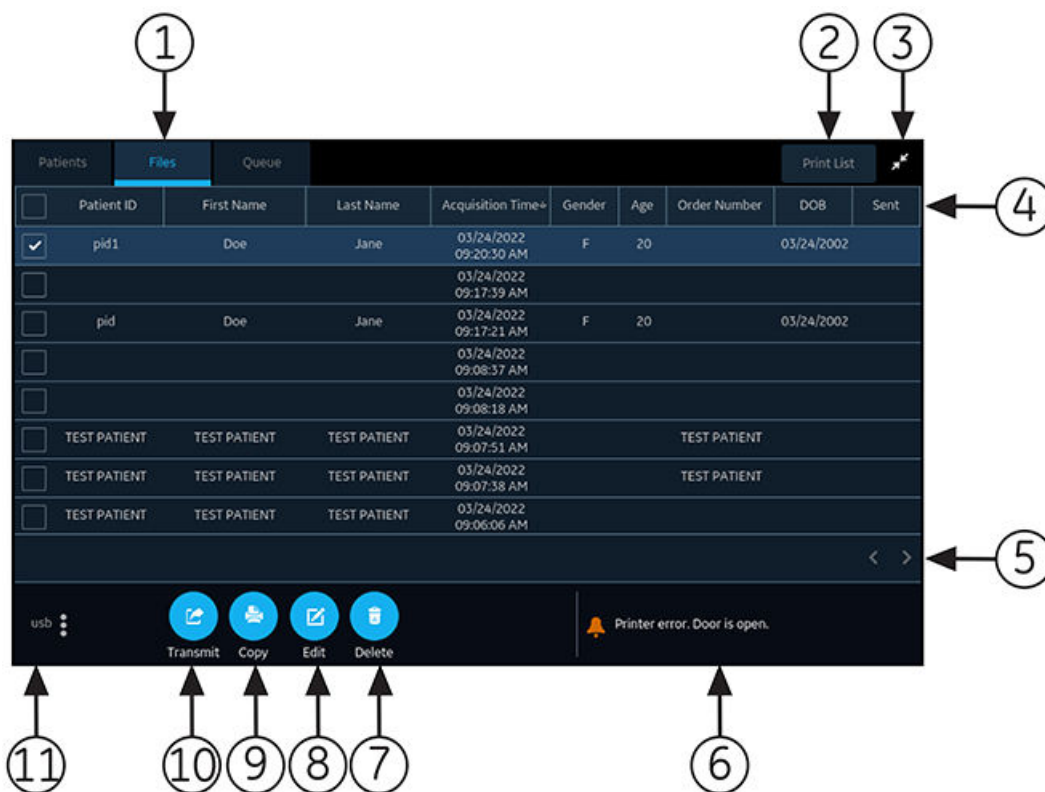 1 2 3
Patients Files Queue Print List
Patient ID First Name Last Name Acquisition Time Gender Age Order Number DOB Sent
4
pid1 Doe Jane 03/24/2022 09:20:30 AM F 20 03/24/2002
03/24/2022 09:17:39 AM
pid Doe Jane 03/24/2022 09:17:21 AM F 20 03/24/2002
03/24/2022 09:08:37 AM
03/24/2022 09:08:18 AM
TEST PATIENT TEST PATIENT TEST PATIENT 03/24/2022 09:07:51 AM TEST PATIENT
TEST PATIENT TEST PATIENT TEST PATIENT 03/24/2022 09:07:38 AM TEST PATIENT
TEST PATIENT TEST PATIENT TEST PATIENT 03/24/2022 09:06:06 AM
< > 5
usb Printer error. Door is open.
Transmit Copy Edit Delete
11 10 9 8 7 6